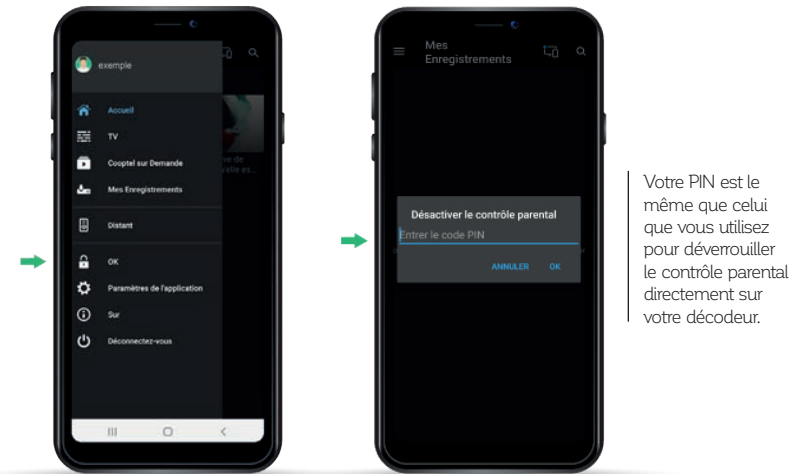 exemple
Accueil
TV
Cooptel sur Demande
Mes Enregistrements
Distant
OK
Paramètres de l'application
Sur
Déconnectez-vous
Mes
Enregistrements
Désactiver le contrôle parental
Entrer le code PIN
ANNULER OK
Votre PIN est le
même que celui
que vous utilisez
pour déverrouiller
le contrôle parental
directement sur
votre décodeur.